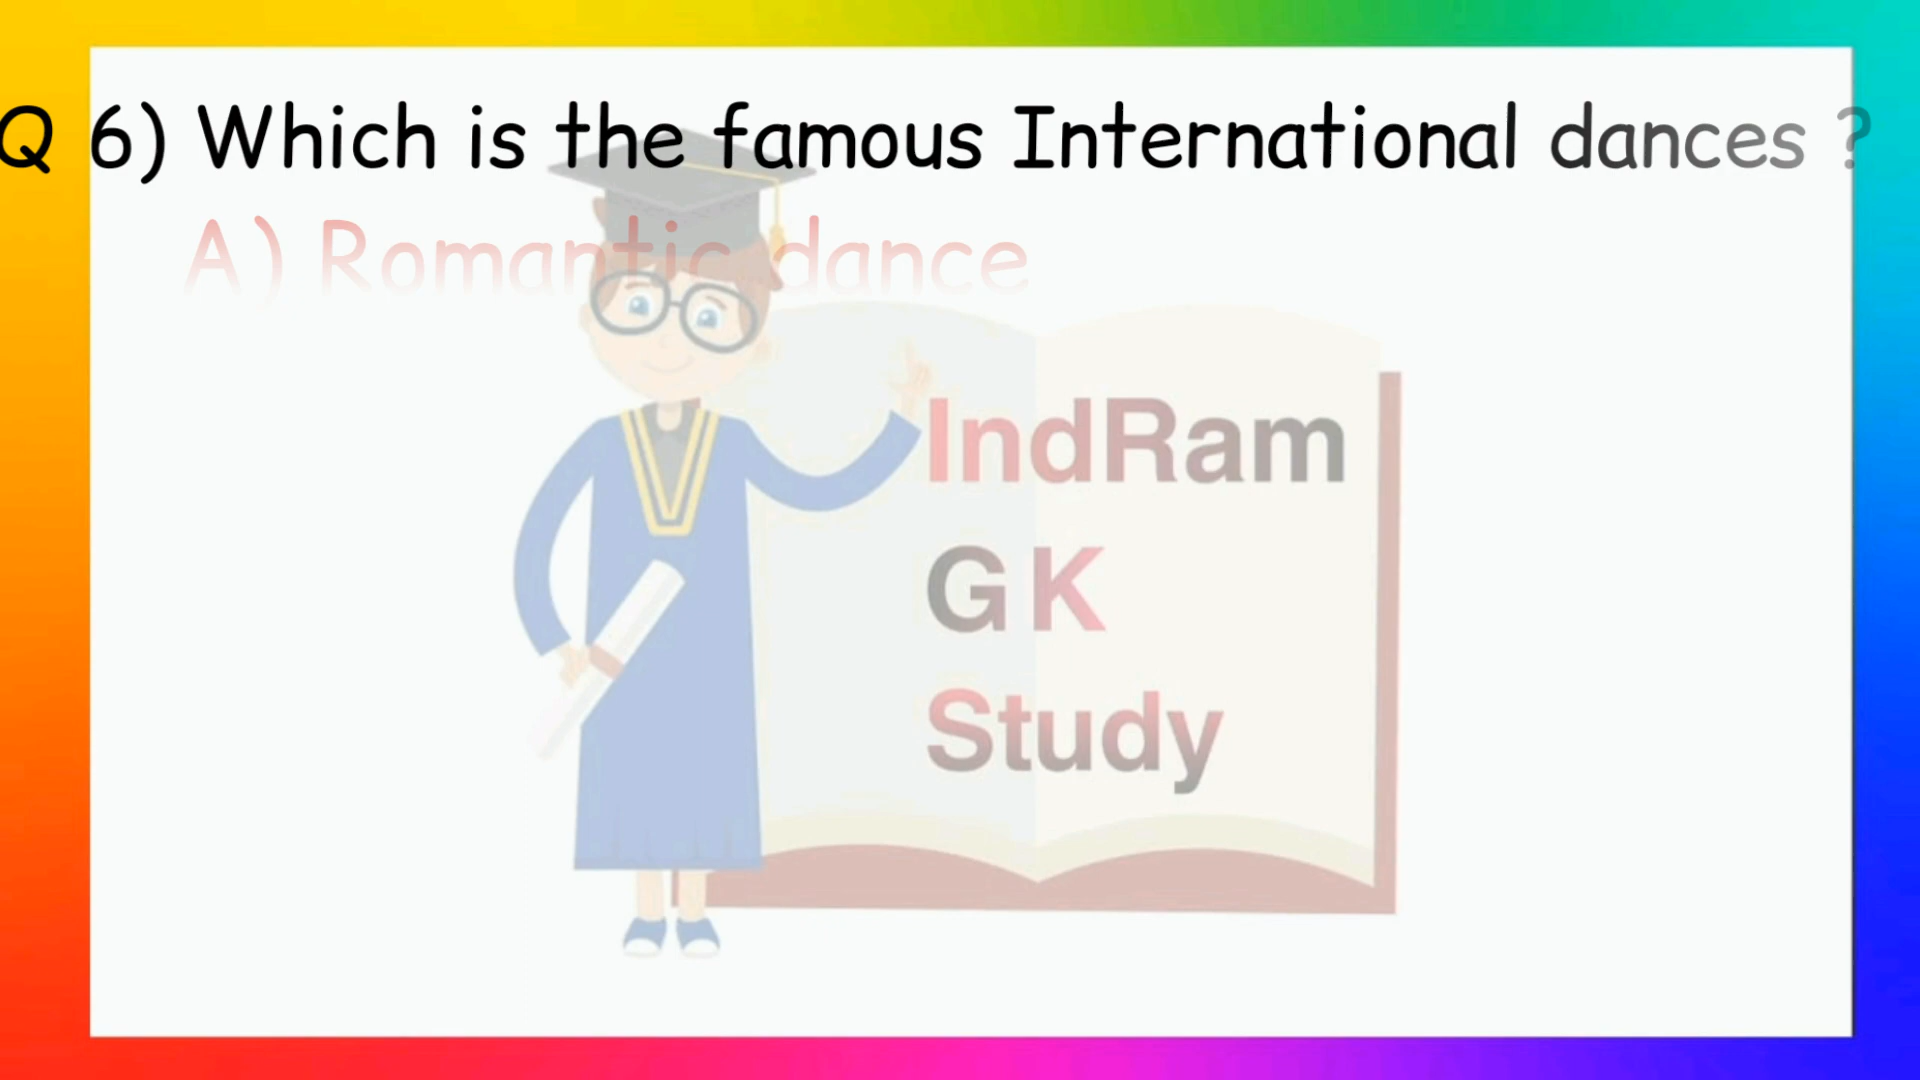 Q 6) Which is the famous International dances ?
A) Romantic dance
IndRam
G K
Study